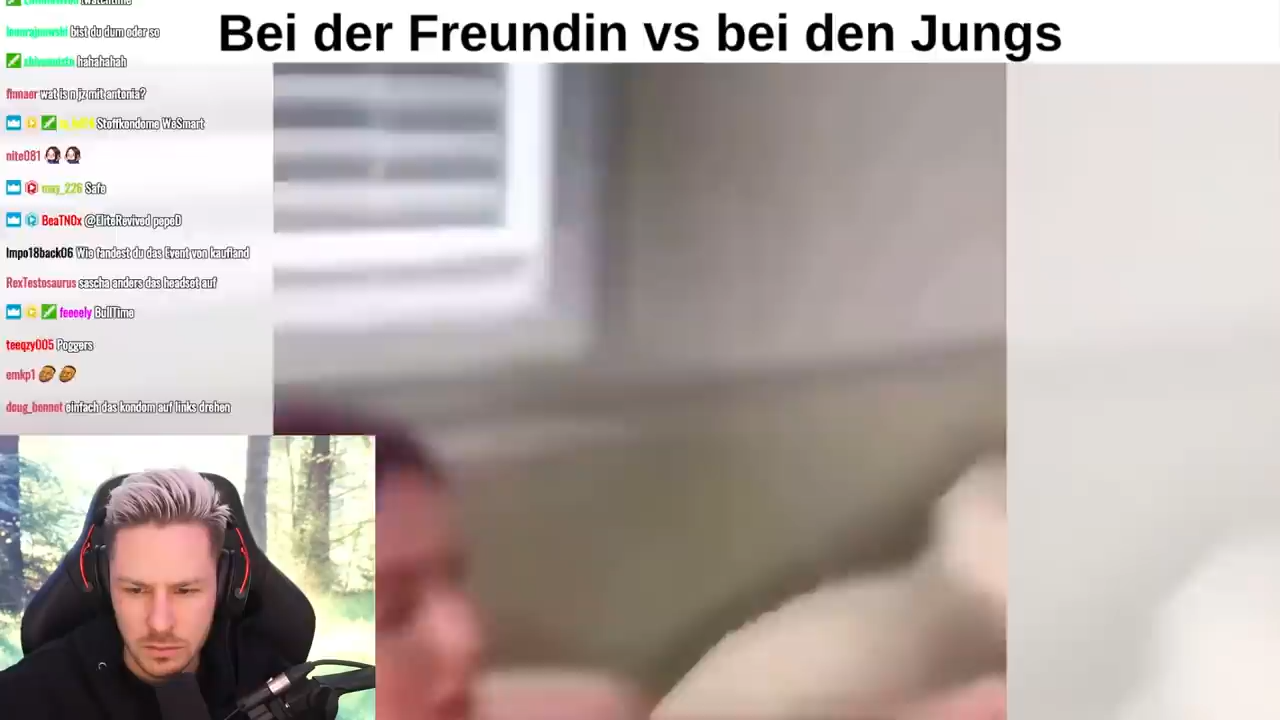 Bei der Freundin vs bei den Jungs
bist du dum oder so
hahahahah
finnaer wat is n jz mit antonia?
Stoffkondome WeSmart
nite081
may_226 Safe
BeaTNOx @EliteRevived pepeD
Impo18back06 Wie fandest du das Event von kaufland
RexTestosaurus sascha anders das headset auf
feeeely BullTime
teeqzy005 Poggers
emkp1
doug_bennet einfach das kondom auf links drehen